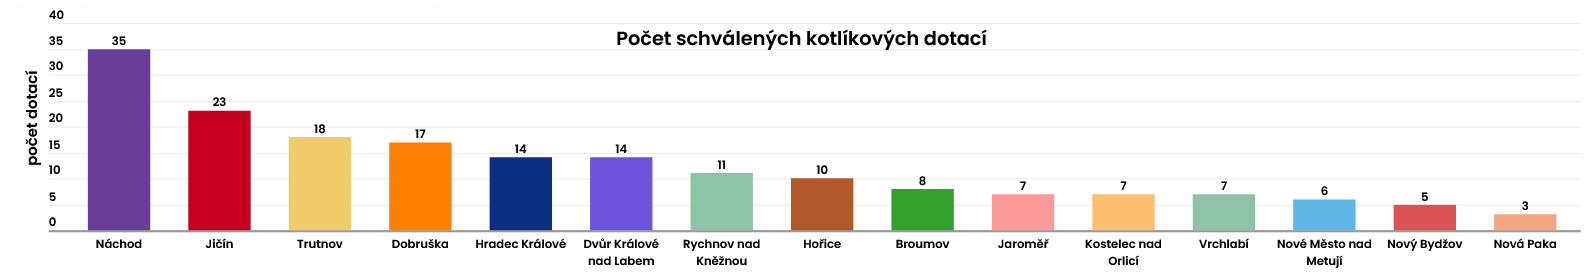 Počet schválených kotlíkových dotací
počet dotací
40
35
30
25
20
15
10
5
0
35
23
18
17
14
14
11
10
8
7
7
7
6
5
3
Náchod
Jičín
Trutnov
Dobruška
Hradec Králové
Dvůr Králové
nad Labem
Rychnov nad
Kněžnou
Hořice
Broumov
Jaroměř
Kostelec nad
Orlicí
Vrchlabí
Nové Město nad
Metují
Nový Bydžov
Nová Paka